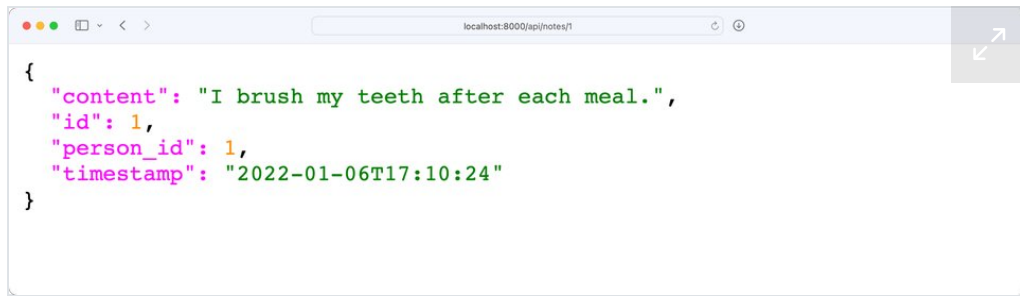 localhost:8000/api/notes/1
{
"content": "I brush my teeth after each meal.",
"id": 1,
"person_id": 1,
"timestamp": "2022-01-06T17:10:24"
}